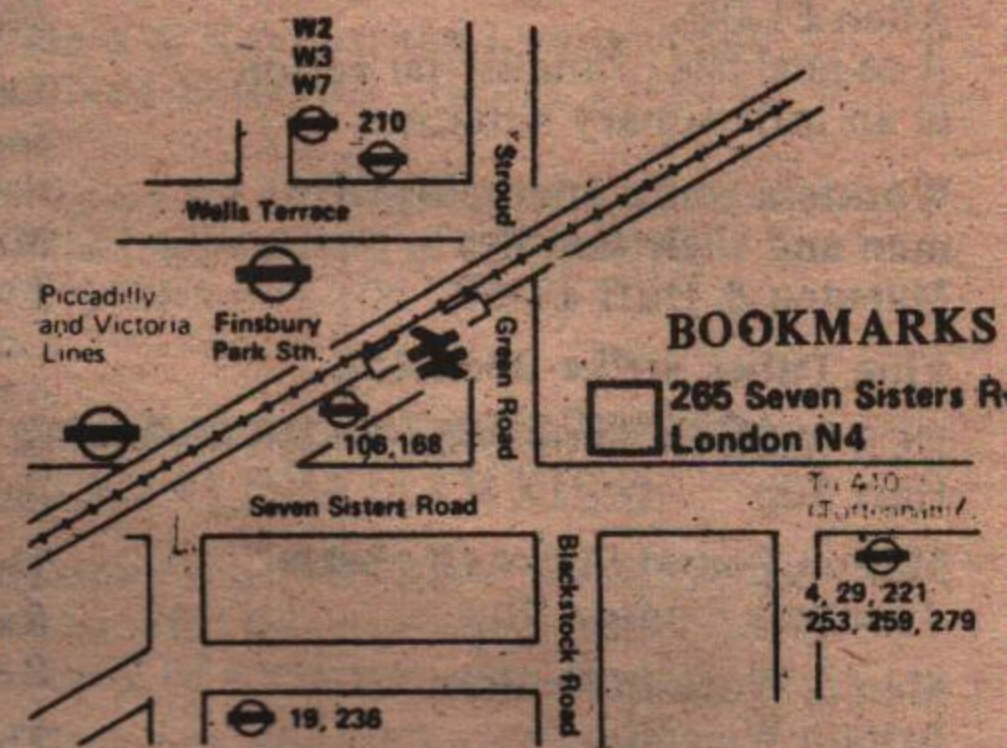 W2
W3
W7
210
Stroud
Green Road
Wells Terrace
Piccadilly
and Victoria
Lines
Finsbury
Park Stn.
BOOKMARKS
265 Seven Sisters R
London N4
106, 168
Seven Sisters Road
Blackstock Road
4, 29, 221
253, 259, 279
19, 236